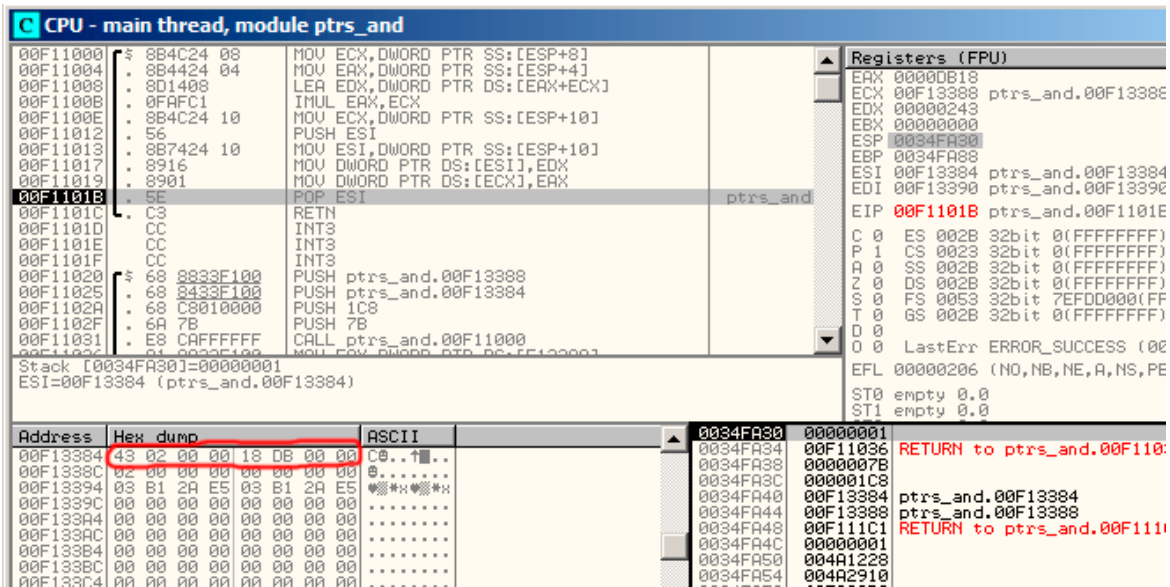 C CPU - main thread, module ptrs_and
00F11000 $ 8B4C24 08 MOV ECX,DWORD PTR SS:[ESP+8]
00F11004 . 8B4424 04 MOV EAX,DWORD PTR SS:[ESP+4]
00F11008 . 8D1408 LEA EDX,DWORD PTR DS:[EAX+ECX]
00F1100B . 0FAFC1 IMUL EAX,ECX
00F1100E . 8B4C24 10 MOV ECX,DWORD PTR SS:[ESP+10]
00F11012 . 56 PUSH ESI
00F11013 . 8B7424 10 MOV ESI,DWORD PTR SS:[ESP+10]
00F11017 . 8916 MOV DWORD PTR DS:[ESI],EDX
00F11019 . 8901 MOV DWORD PTR DS:[ECX],EAX
00F1101B . 5E POP ESI ptrs_and
00F1101C . C3 RETN
00F1101D CC INT3
00F1101E CC INT3
00F1101F CC INT3
00F11020 $ 68 8833F100 PUSH ptrs_and.00F13388
00F11025 . 68 8433F100 PUSH ptrs_and.00F13384
00F1102A . 68 C8010000 PUSH 1C8
00F1102F . 6A 7B PUSH 7B
00F11031 . E8 CAFFFFFF CALL ptrs_and.00F11000
Stack [0034FA30]=00000001
ESI=00F13384 (ptrs_and.00F13384)
Registers (FPU)
EAX 0000DB18
ECX 00F13388 ptrs_and.00F13388
EDX 00000243
EBX 00000000
ESP 0034FA30
EBP 0034FA88
ESI 00F13384 ptrs_and.00F13384
EDI 00F13390 ptrs_and.00F13390
EIP 00F1101B ptrs_and.00F1101B
C 0 ES 002B 32bit 0(FFFFFFFF)
P 1 CS 0023 32bit 0(FFFFFFFF)
A 0 SS 002B 32bit 0(FFFFFFFF)
Z 0 DS 002B 32bit 0(FFFFFFFF)
S 0 FS 0053 32bit 7EFDD000(FF
T 0 GS 002B 32bit 0(FFFFFFFF)
D 0
O 0 LastErr ERROR_SUCCESS (00
EFL 00000206 (NO,NB,NE,A,NS,PE
ST0 empty 0.0
ST1 empty 0.0
Address Hex dump ASCII
00F13384 43 02 00 00 18 DB 00 00 C☻..↑█..
00F1338C 02 00 00 00 00 00 00 00 ☻.......
00F13394 03 B1 2A E5 03 B1 2A E5 ♥▒*x♥▒*x
00F1339C 00 00 00 00 00 00 00 00 ........
00F133A4 00 00 00 00 00 00 00 00 ........
00F133AC 00 00 00 00 00 00 00 00 ........
00F133B4 00 00 00 00 00 00 00 00 ........
00F133BC 00 00 00 00 00 00 00 00 ........
00F133C4 00 00 00 00 00 00 00 00 ........
0034FA30 00000001
0034FA34 00F11036 RETURN to ptrs_and.00F1103
0034FA38 0000007B
0034FA3C 000001C8
0034FA40 00F13384 ptrs_and.00F13384
0034FA44 00F13388 ptrs_and.00F13388
0034FA48 00F111C1 RETURN to ptrs_and.00F111
0034FA4C 00000001
0034FA50 004A1228
0034FA54 004A2910